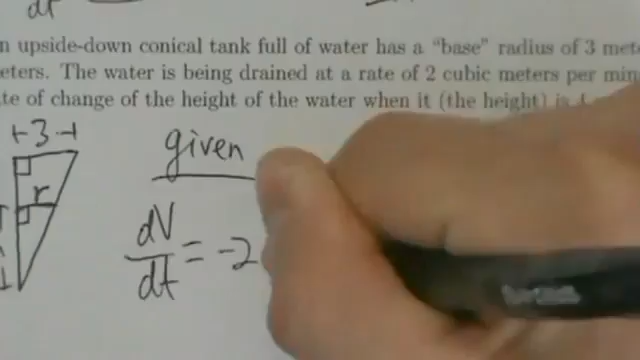 dt
n upside-down conical tank full of water has a "base" radius of 3 mete
eters. The water is being drained at a rate of 2 cubic meters per min
te of change of the height of the water when it (the height) is
3
given
r
dV
dt
= -2